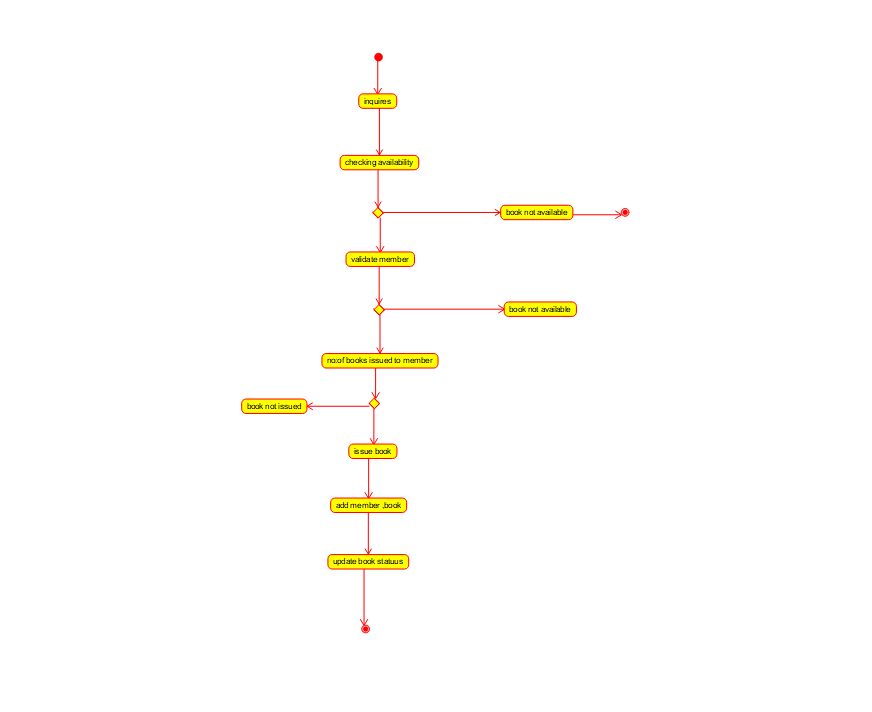 inquires
checking availability
book not available
validate member
book not available
no:of books issued to member
book not issued
issue book
add member ,book
update book statuus